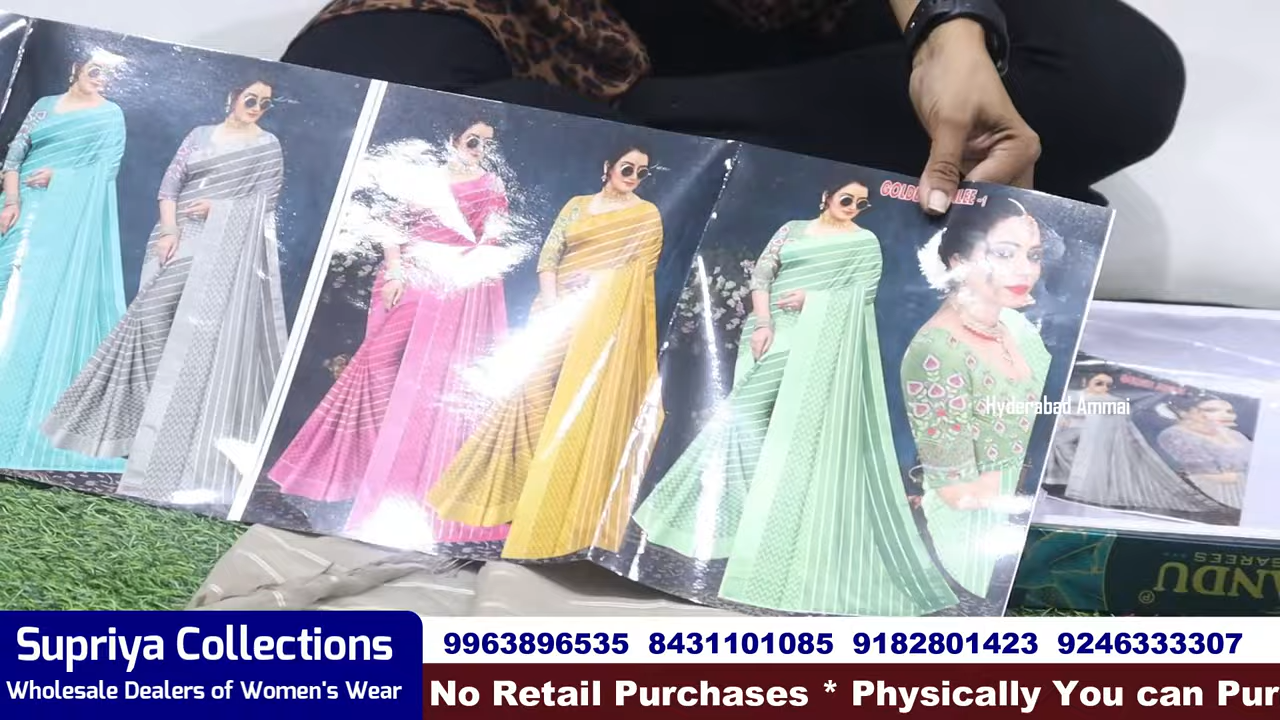 Hyderabad Ammai
SAREES
Supriya Collections
Wholesale Dealers of Women's Wear
9963896535 8431101085 9182801423 9246333307
No Retail Purchases * Physically You can Pur